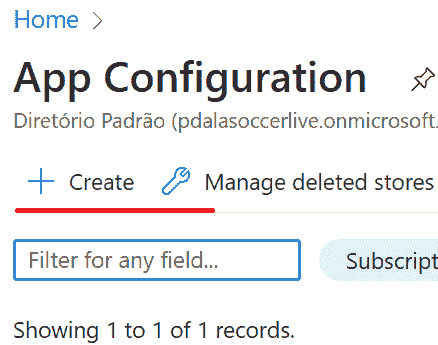 Home
App Configuration
Diretório Padrão (pdalasoccerlive.onmicrosoft.
Create Manage deleted stores
Filter for any field...
Subscript
Showing 1 to 1 of 1 records.